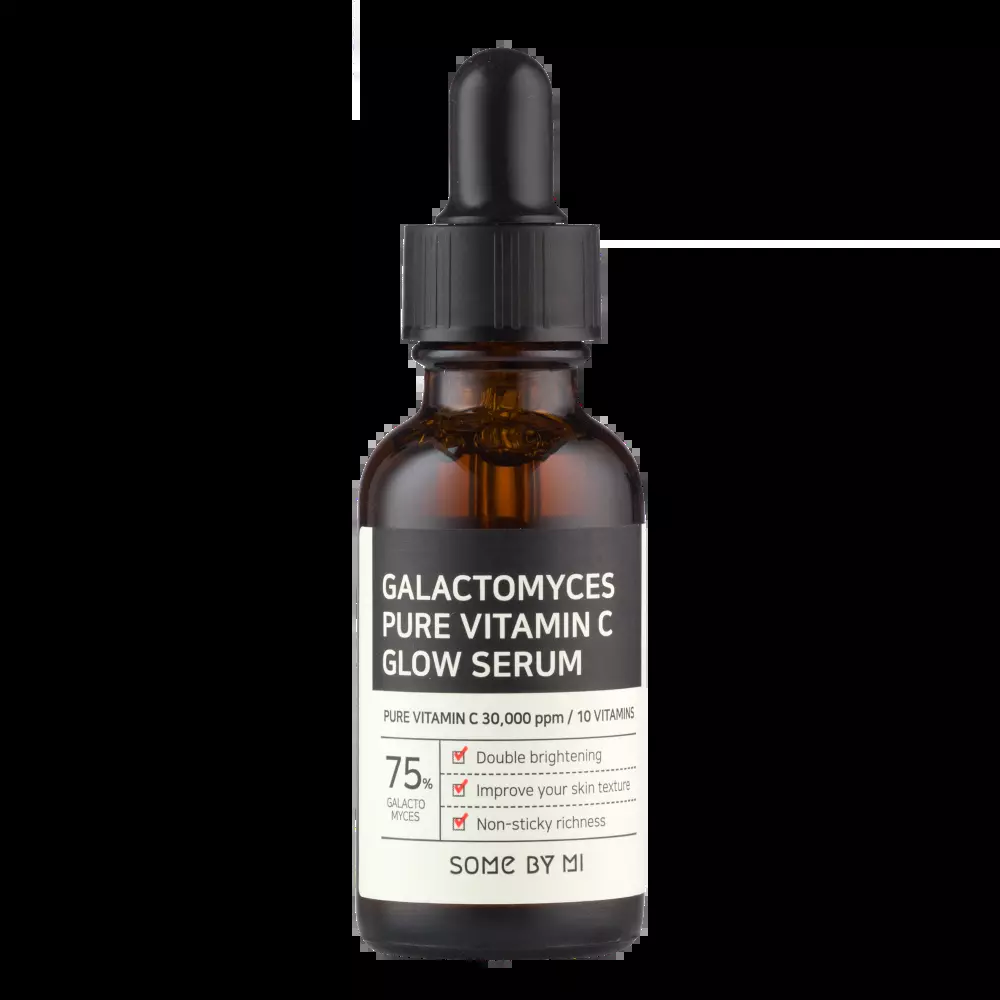 GALACTOMYCES
PURE VITAMIN C
GLOW SERUM
PURE VITAMIN C 30,000 ppm / 10 VITAMINS
75%
GALACTO
MYCES
Double brightening
Improve your skin texture
Non-sticky richness
SOME BY MI